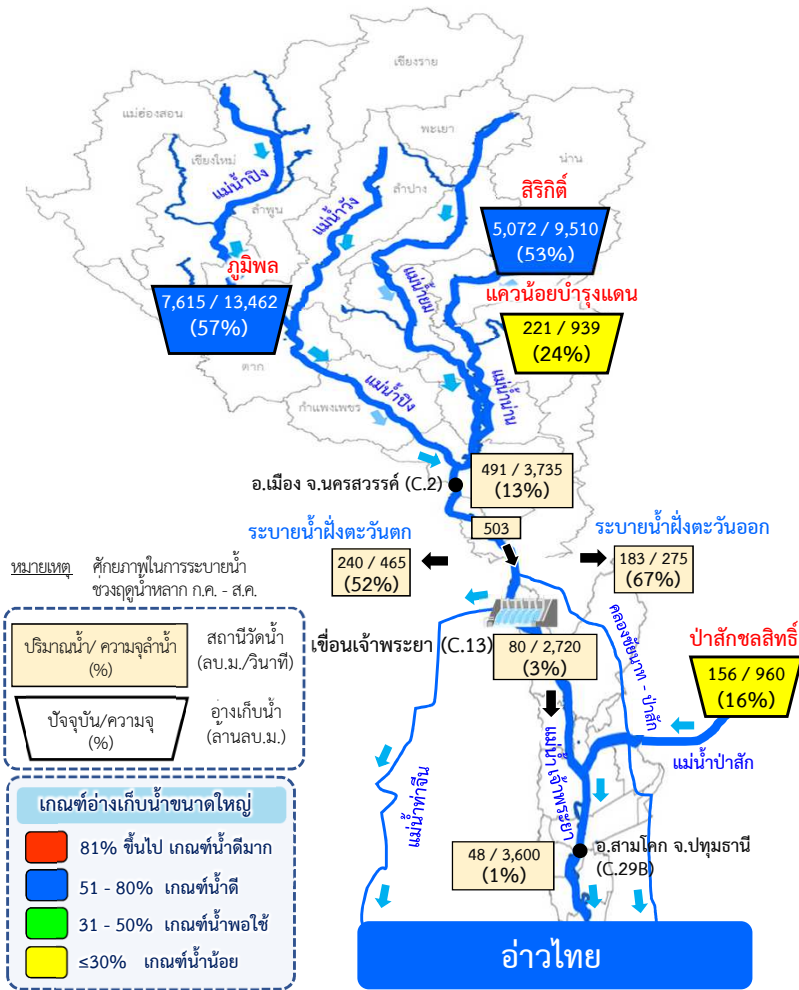 เชียงราย
แม่ฮ่องสอน
พะเยา
เชียงใหม่
น่าน
แม่น้ำปิง
ลำปาง
ลำพูน
แม่น้ำวัง
สิริกิติ์
5,072 / 9,510
(53%)
ภูมิพล
7,615 / 13,462
(57%)
แม่น้ำยม
แควน้อยบำรุงแดน
221 / 939
(24%)
ตาก
แม่น้ำปิง
แม่น้ำน่าน
กำแพงเพชร
อ.เมือง จ.นครสวรรค์ (C.2)
491 / 3,735
(13%)
503
ระบายน้ำฝั่งตะวันตก
240 / 465
(52%)
ระบายน้ำฝั่งตะวันออก
183 / 275
(67%)
หมายเหตุ ศักยภาพในการระบายน้ำ
ช่วงฤดูน้ำหลาก ก.ค. - ส.ค.
ปริมาณน้ำ/ ความจุลำน้ำ
(%)
สถานีวัดน้ำ
(ลบ.ม./วินาที)
ปัจจุบัน/ความจุ
(%)
อ่างเก็บน้ำ
(ล้านลบ.ม.)
เขื่อนเจ้าพระยา (C.13)
80 / 2,720
(3%)
คลองชัยนาท - ป่าสัก
ป่าสักชลสิทธิ์
156 / 960
(16%)
แม่น้ำป่าสัก
แม่น้ำเจ้าพระยา
แม่น้ำท่าจีน
เกณฑ์อ่างเก็บน้ำขนาดใหญ่
81% ขึ้นไป เกณฑ์น้ำดีมาก
51 - 80% เกณฑ์น้ำดี
31 - 50% เกณฑ์น้ำพอใช้
≤30% เกณฑ์น้ำน้อย
48 / 3,600
(1%)
อ.สามโคก จ.ปทุมธานี
(C.29B)
อ่าวไทย